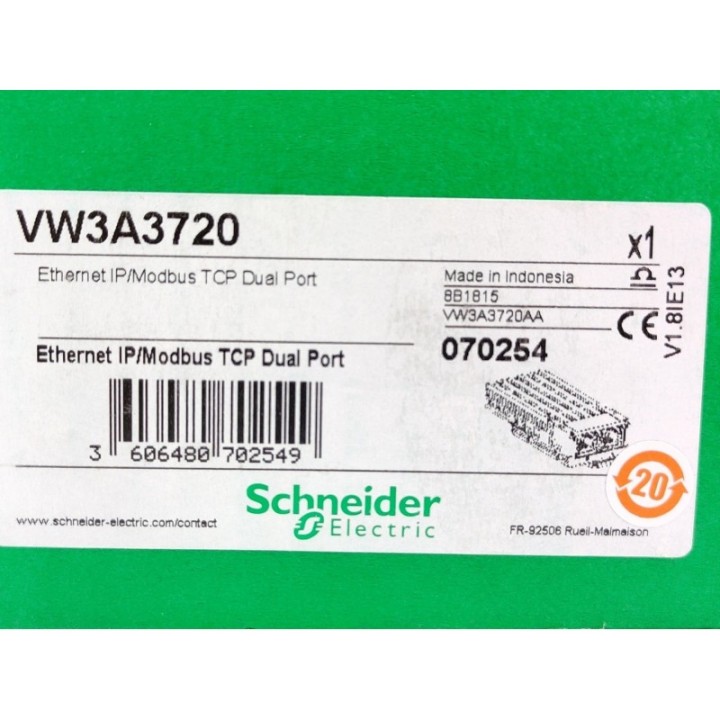 VW3A3720
x1
Ethernet IP/Modbus TCP Dual Port
Made in Indonesia
8B1815
VW3A3720AA
CE
V1.8IE13
Ethernet IP/Modbus TCP Dual Port
070254
3 606480 702549
20
Schneider
Electric
www.schneider-electric.com/contact
FR-92506 Rueil-Malmaison